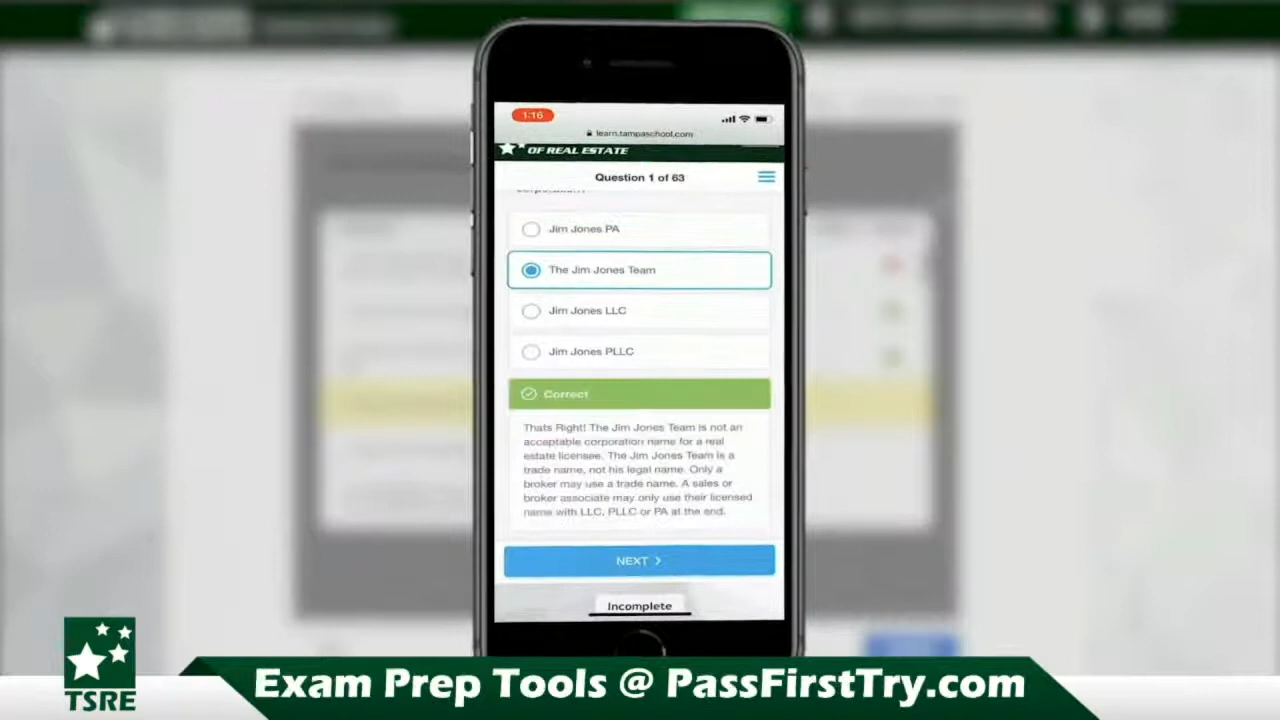 1:16
learn.tampaschool.com
OF REAL ESTATE
Question 1 of 63
Jim Jones PA
The Jim Jones Team
Jim Jones LLC
Jim Jones PLLC
Correct
Thats Right! The Jim Jones Team is not an
acceptable corporation name for a real
estate licensee. The Jim Jones Team is a
trade name, not his legal name. Only a
broker may use a trade name. A sales or
broker associate may only use their licensed
name with LLC, PLLC or PA at the end.
NEXT >
Incomplete
TSRE
Exam Prep Tools @ PassFirstTry.com